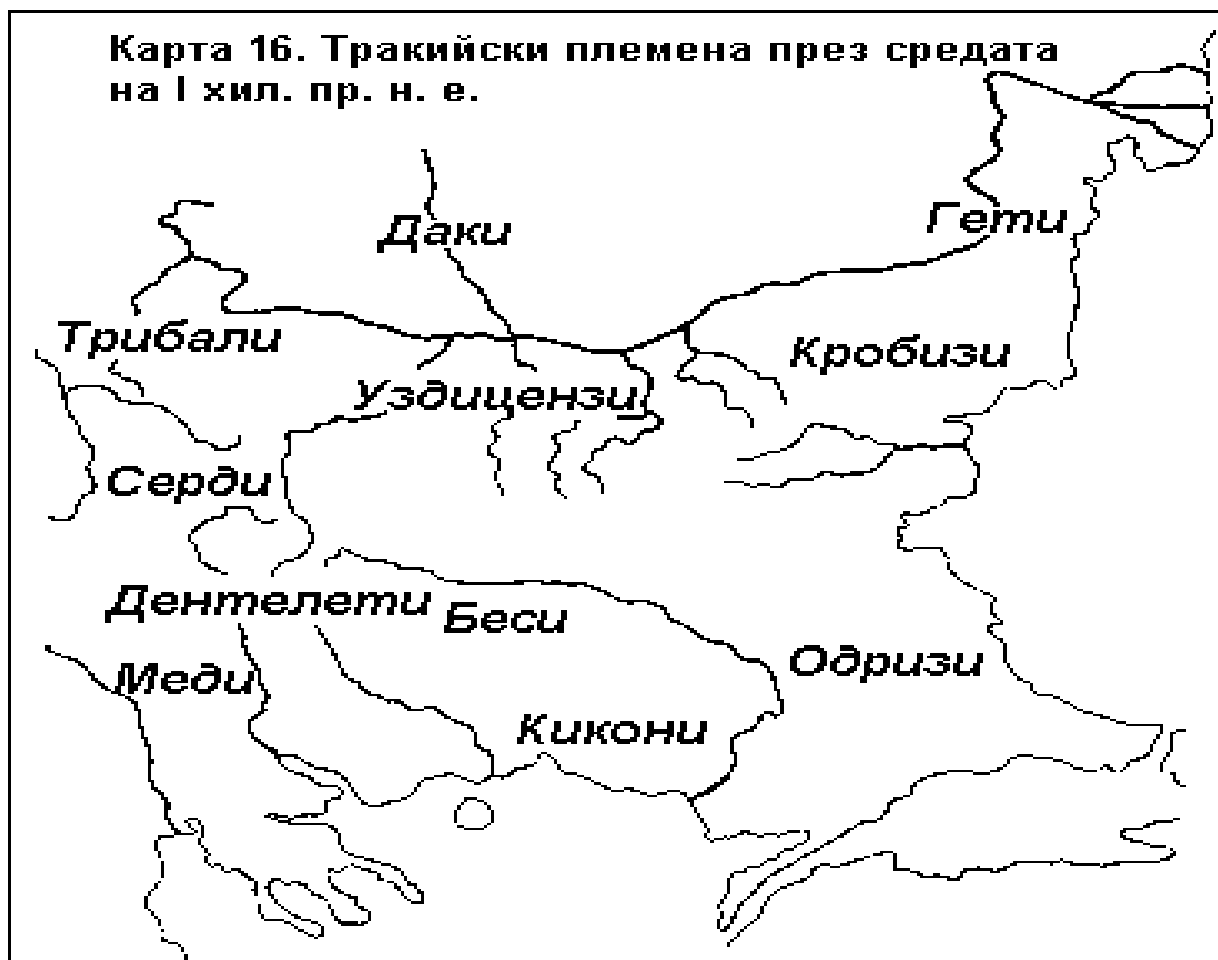 Карта 16. Тракийски племена през средата
на I хил. пр. н. е.
Даки
Гети
Трибали
Кробизи
Уздицензи
Серди
Дентелети
Беси
Одризи
Меди
Кикони